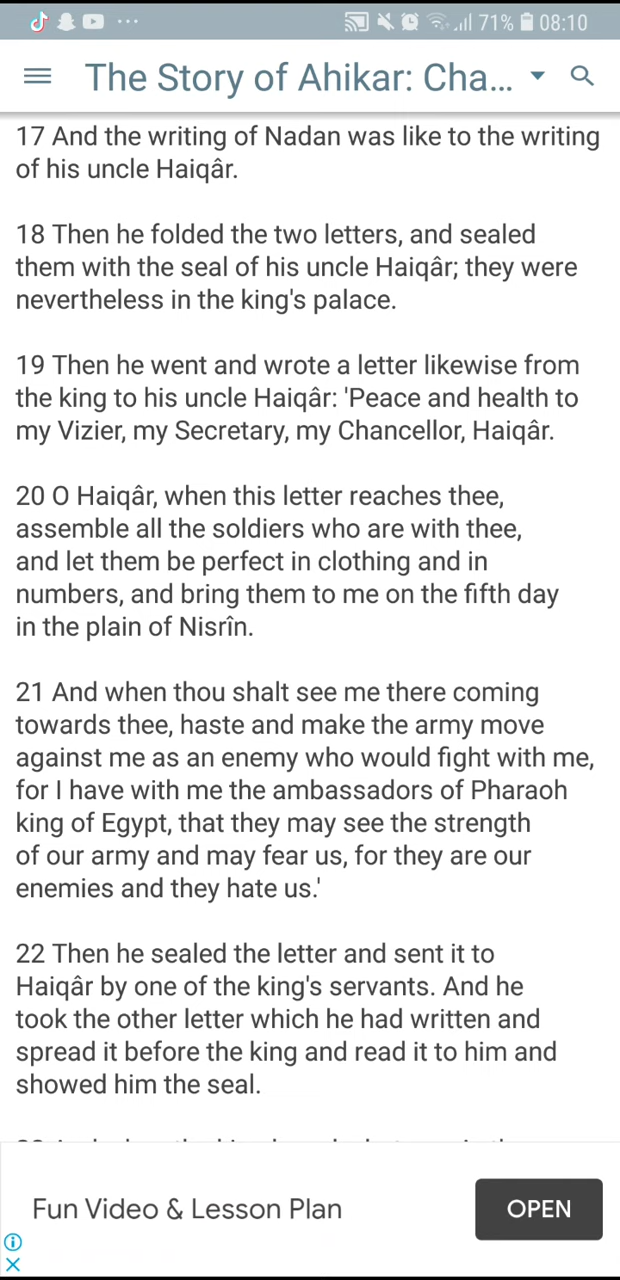 71% 08:10
The Story of Ahikar: Cha...
17 And the writing of Nadan was like to the writing
of his uncle Haiqâr.
18 Then he folded the two letters, and sealed
them with the seal of his uncle Haiqâr; they were
nevertheless in the king's palace.
19 Then he went and wrote a letter likewise from
the king to his uncle Haiqâr: 'Peace and health to
my Vizier, my Secretary, my Chancellor, Haiqâr.
20 O Haiqâr, when this letter reaches thee,
assemble all the soldiers who are with thee,
and let them be perfect in clothing and in
numbers, and bring them to me on the fifth day
in the plain of Nisrîn.
21 And when thou shalt see me there coming
towards thee, haste and make the army move
against me as an enemy who would fight with me,
for I have with me the ambassadors of Pharaoh
king of Egypt, that they may see the strength
of our army and may fear us, for they are our
enemies and they hate us.'
22 Then he sealed the letter and sent it to
Haiqâr by one of the king's servants. And he
took the other letter which he had written and
spread it before the king and read it to him and
showed him the seal.
Fun Video & Lesson Plan
OPEN